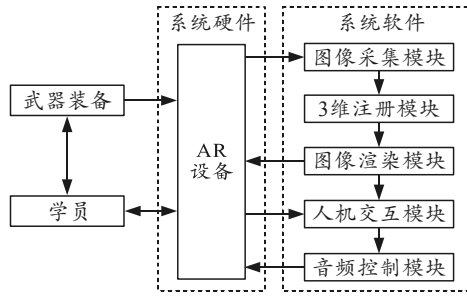 系统硬件
系统软件
图像采集模块
武器装备
3维注册模块
AR
设备
图像渲染模块
学员
人机交互模块
音频控制模块